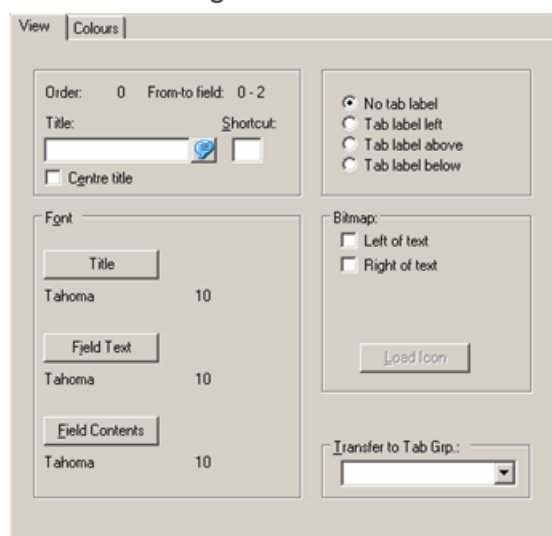 View Colours
Order: 0 From-to field: 0 - 2
Title: Shortcut:
Centre title
No tab label
Tab label left
Tab label above
Tab label below
Font
Title
Tahoma 10
Field Text
Tahoma 10
Field Contents
Tahoma 10
Bitmap:
Left of text
Right of text
Load Icon
Transfer to Tab Grp.: